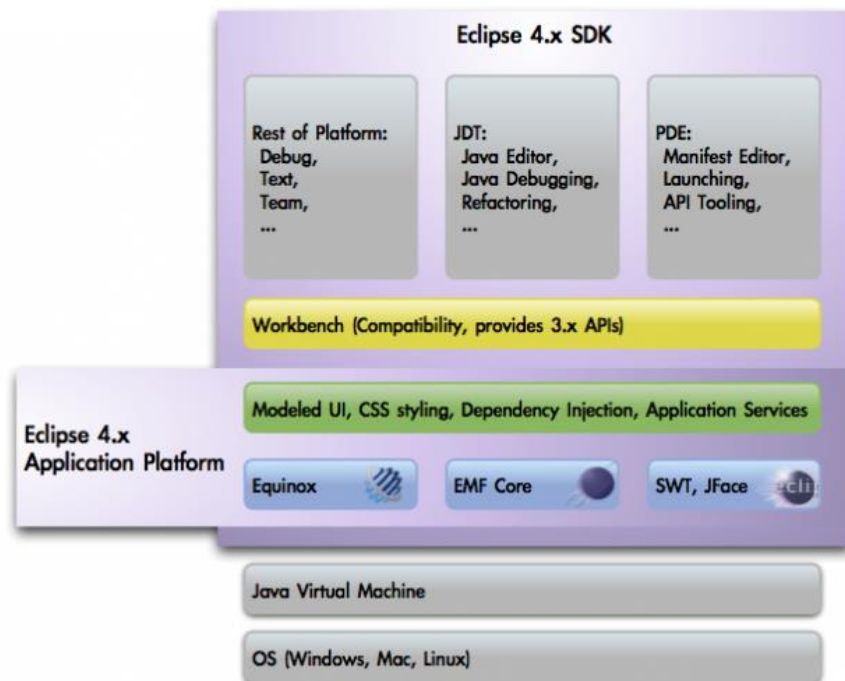 Eclipse 4.x SDK
Rest of Platform:
Debug,
Text,
Team,
...
JDT:
Java Editor,
Java Debugging,
Refactoring,
...
PDE:
Manifest Editor,
Launching,
API Tooling,
...
Workbench (Compatibility, provides 3.x APIs)
Eclipse 4.x
Application Platform
Modeled UI, CSS styling, Dependency Injection, Application Services
Equinox
EMF Core
SWT, JFace
Java Virtual Machine
OS (Windows, Mac, Linux)